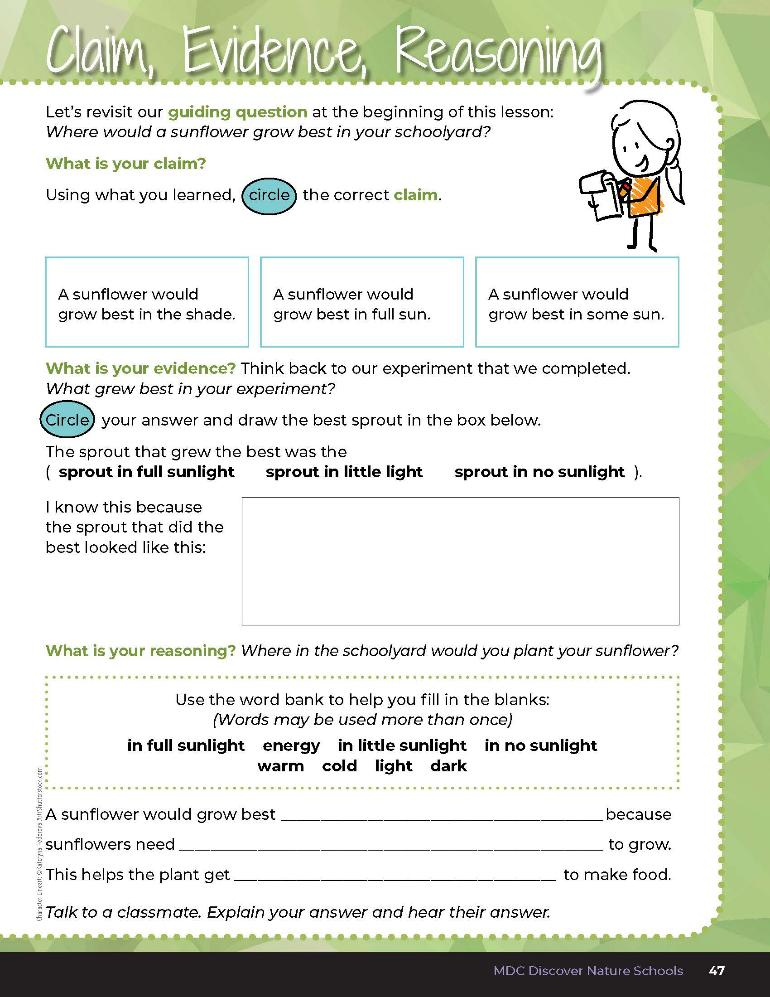 Claim, Evidence, Reasoning
Let's revisit our guiding question at the beginning of this lesson:
Where would a sunflower grow best in your schoolyard?
What is your claim?
Using what you learned, circle the correct claim.
A sunflower would
grow best in the shade.
A sunflower would
grow best in full sun.
A sunflower would
grow best in some sun.
What is your evidence? Think back to our experiment that we completed.
What grew best in your experiment?
Circle your answer and draw the best sprout in the box below.
The sprout that grew the best was the
( sprout in full sunlight sprout in little light sprout in no sunlight ).
I know this because
the sprout that did the
best looked like this:
What is your reasoning? Where in the schoolyard would you plant your sunflower?
Use the word bank to help you fill in the blanks:
(Words may be used more than once)
in full sunlight energy in little sunlight in no sunlight
warm cold light dark
A sunflower would grow best ______ because
sunflowers need ______ to grow.
This helps the plant get ______ to make food.
Talk to a classmate. Explain your answer and hear their answer.
MDC Discover Nature Schools 47